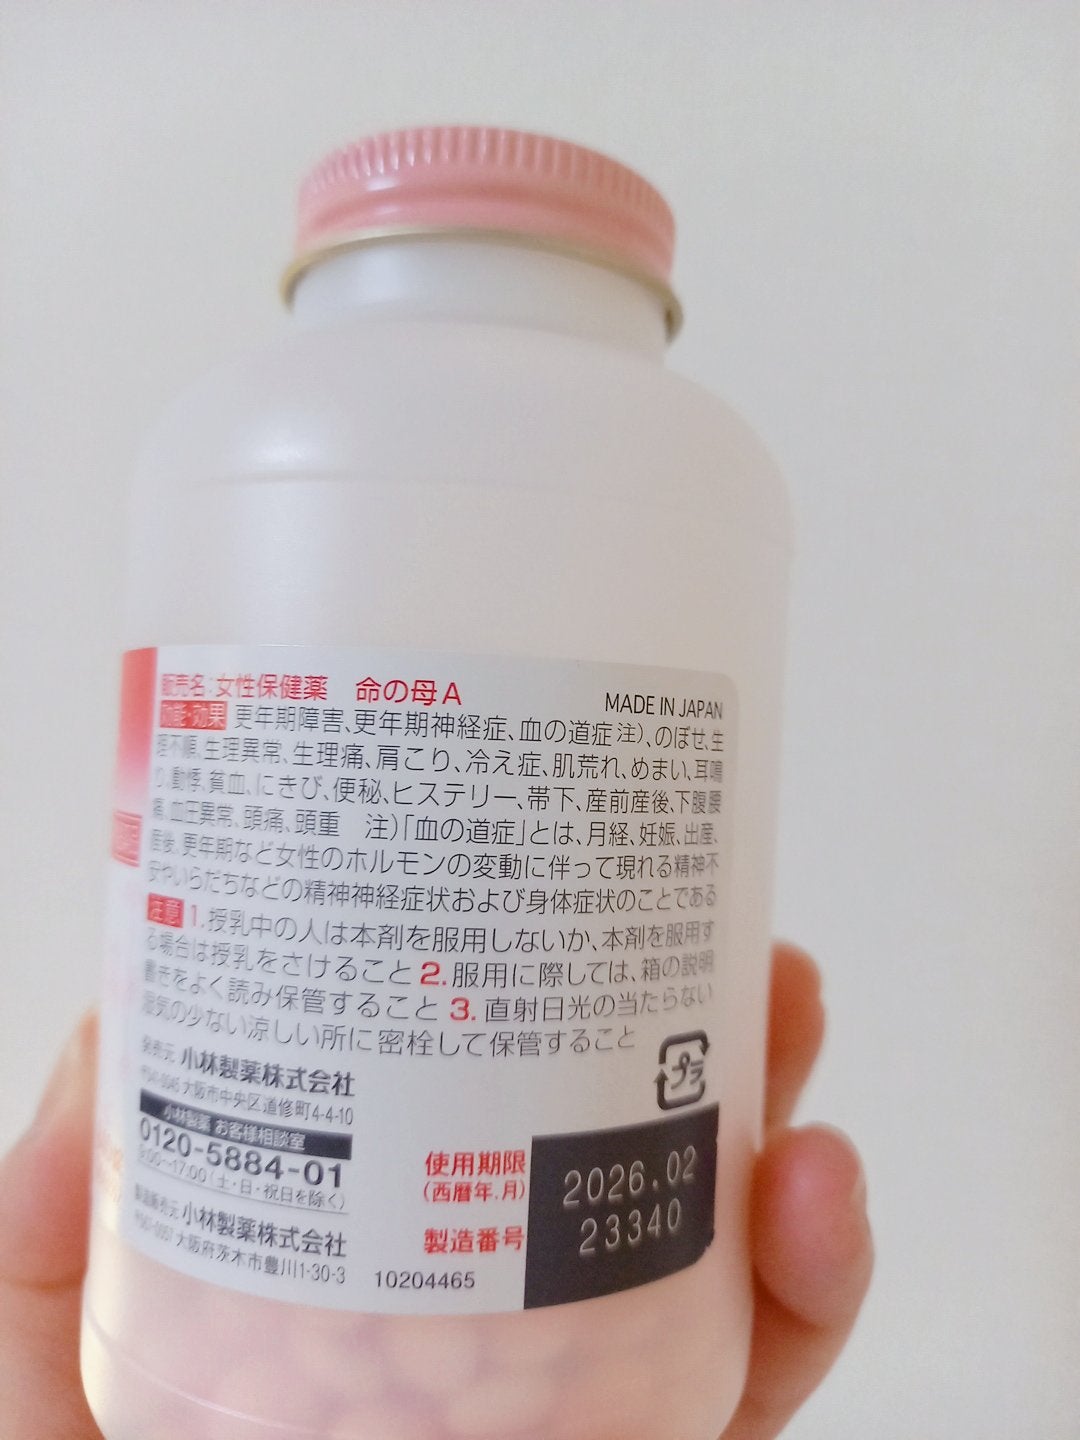 販売名:女性保健薬 命の母A
MADE IN JAPAN
効能・効果 更年期障害、更年期神経症、血の道症注)、のぼせ、生
理不順、生理異常、生理痛、肩こり、冷え症、肌荒れ、めまい、耳鳴
り、動悸、貧血、にきび、便秘、ヒステリー、帯下、産前産後、下腹腰
痛、血圧異常、頭痛、頭重 注)「血の道症」とは、月経、妊娠、出産、
産後、更年期など女性のホルモンの変動に伴って現れる精神不
安やいらだちなどの精神神経症状および身体症状のことである
注意 1.授乳中の人は本剤を服用しないか、本剤を服用す
る場合は授乳をさけること 2.服用に際しては、箱の説明
書きをよく読み保管すること 3.直射日光の当たらない
湿気の少ない涼しい所に密栓して保管すること
プラ
発売元 小林製薬株式会社
〒541-0045 大阪市中央区道修町4-4-10
小林製薬 お客様相談室
0120-5884-01
9:00~17:00(土・日・祝日を除く)
製造販売元 小林製薬株式会社
〒567-0057 大阪府茨木市豊川1-30-3
10204465
使用期限
(西暦年.月)
2026.02
製造番号
23340